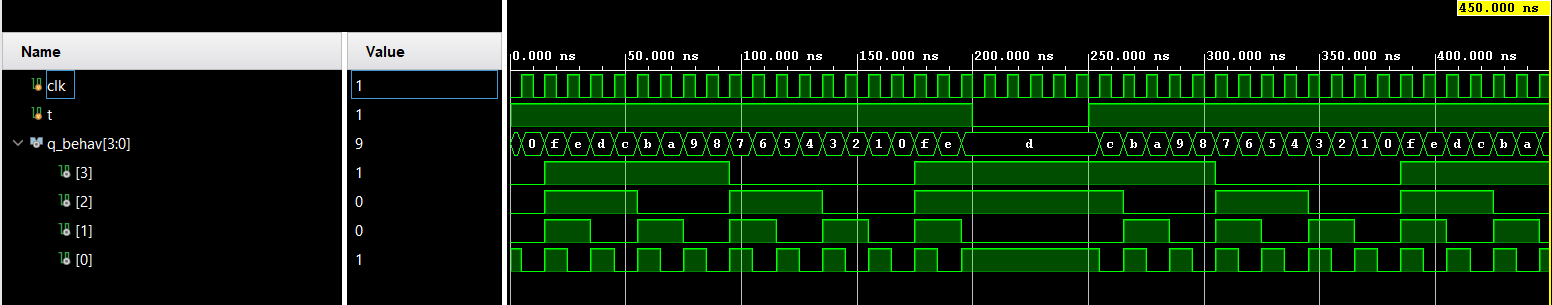 450.000 ns
Name Value 0.000 ns 50.000 ns 100.000 ns 150.000 ns 200.000 ns 250.000 ns 300.000 ns 350.000 ns 400.000 ns
clk 1
t 1
q_behav[3:0] 9 0 f e d c b a 9 8 7 6 5 4 3 2 1 0 f e d c b a 9 8 7 6 5 4 3 2 1 0 f e d c b a
[3] 1
[2] 0
[1] 0
[0] 1